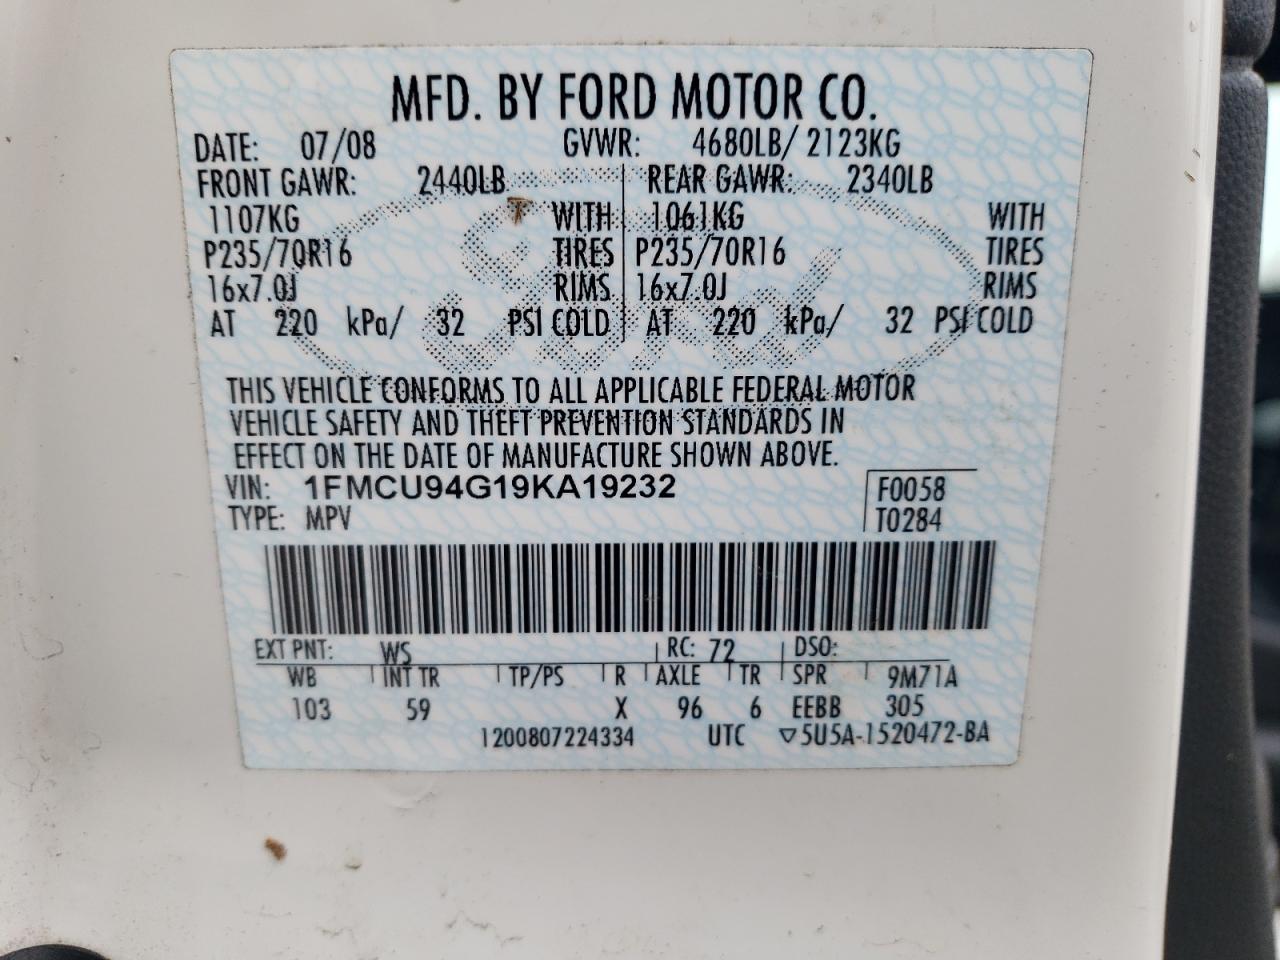 MFD. BY FORD MOTOR CO.
DATE: 07/08 GVWR: 4680LB/ 2123KG
FRONT GAWR: 2440LB REAR GAWR: 2340LB
1107KG WITH 1061KG WITH
P235/70R16 TIRES P235/70R16 TIRES
16x7.0J RIMS 16x7.0J RIMS
AT 220 kPa/ 32 PSI COLD AT 220 kPa/ 32 PSI COLD
Ford
THIS VEHICLE CONFORMS TO ALL APPLICABLE FEDERAL MOTOR
VEHICLE SAFETY AND THEFT PREVENTION STANDARDS IN
EFFECT ON THE DATE OF MANUFACTURE SHOWN ABOVE.
VIN: 1FMCU94G19KA19232 F0058
TYPE: MPV T0284
EXT PNT: WS RC: 72 DSO:
WB INT TR TP/PS R AXLE TR SPR 9M71A
103 59 X 96 6 EEBB 305
1200807224334 UTC ▽5U5A-1520472-BA